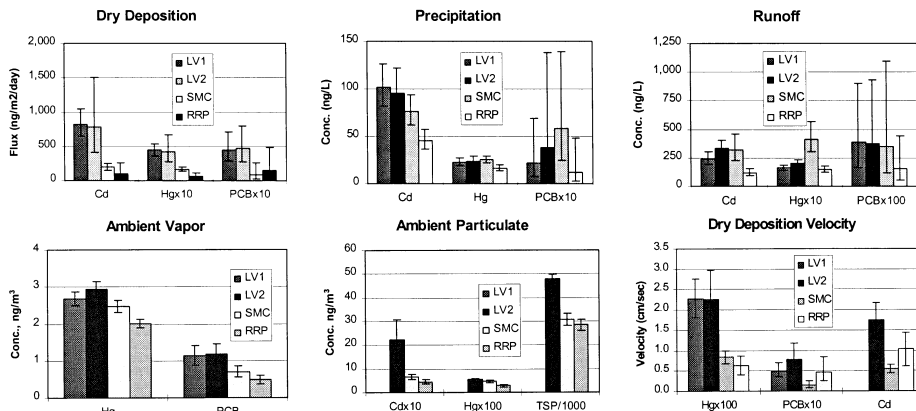 Dry Deposition
Flux (ng/m2/day)
2,000
1,500
1,000
500
0
LV1
LV2
SMC
RRP
Cd
Hgx10
PCBx10
Precipitation
Conc. (ng/L)
150
100
50
0
LV1
LV2
SMC
RRP
Cd
Hg
PCBx10
Runoff
Conc. (ng/L)
1,250
1,000
750
500
250
0
LV1
LV2
SMC
RRP
Cd
Hgx10
PCBx100
Ambient Vapor
Conc., ng/m³
4
3
2
1
0
LV1
LV2
SMC
RRP
Hg
PCB
Ambient Particulate
Conc. ng/m³
60
50
40
30
20
10
0
LV1
LV2
SMC
RRP
Cdx10
Hgx100
TSP/1000
Dry Deposition Velocity
Velocity (cm/sec)
3.5
3.0
2.5
2.0
1.5
1.0
0.5
0.0
LV1
LV2
SMC
RRP
Hgx100
PCBx10
Cd